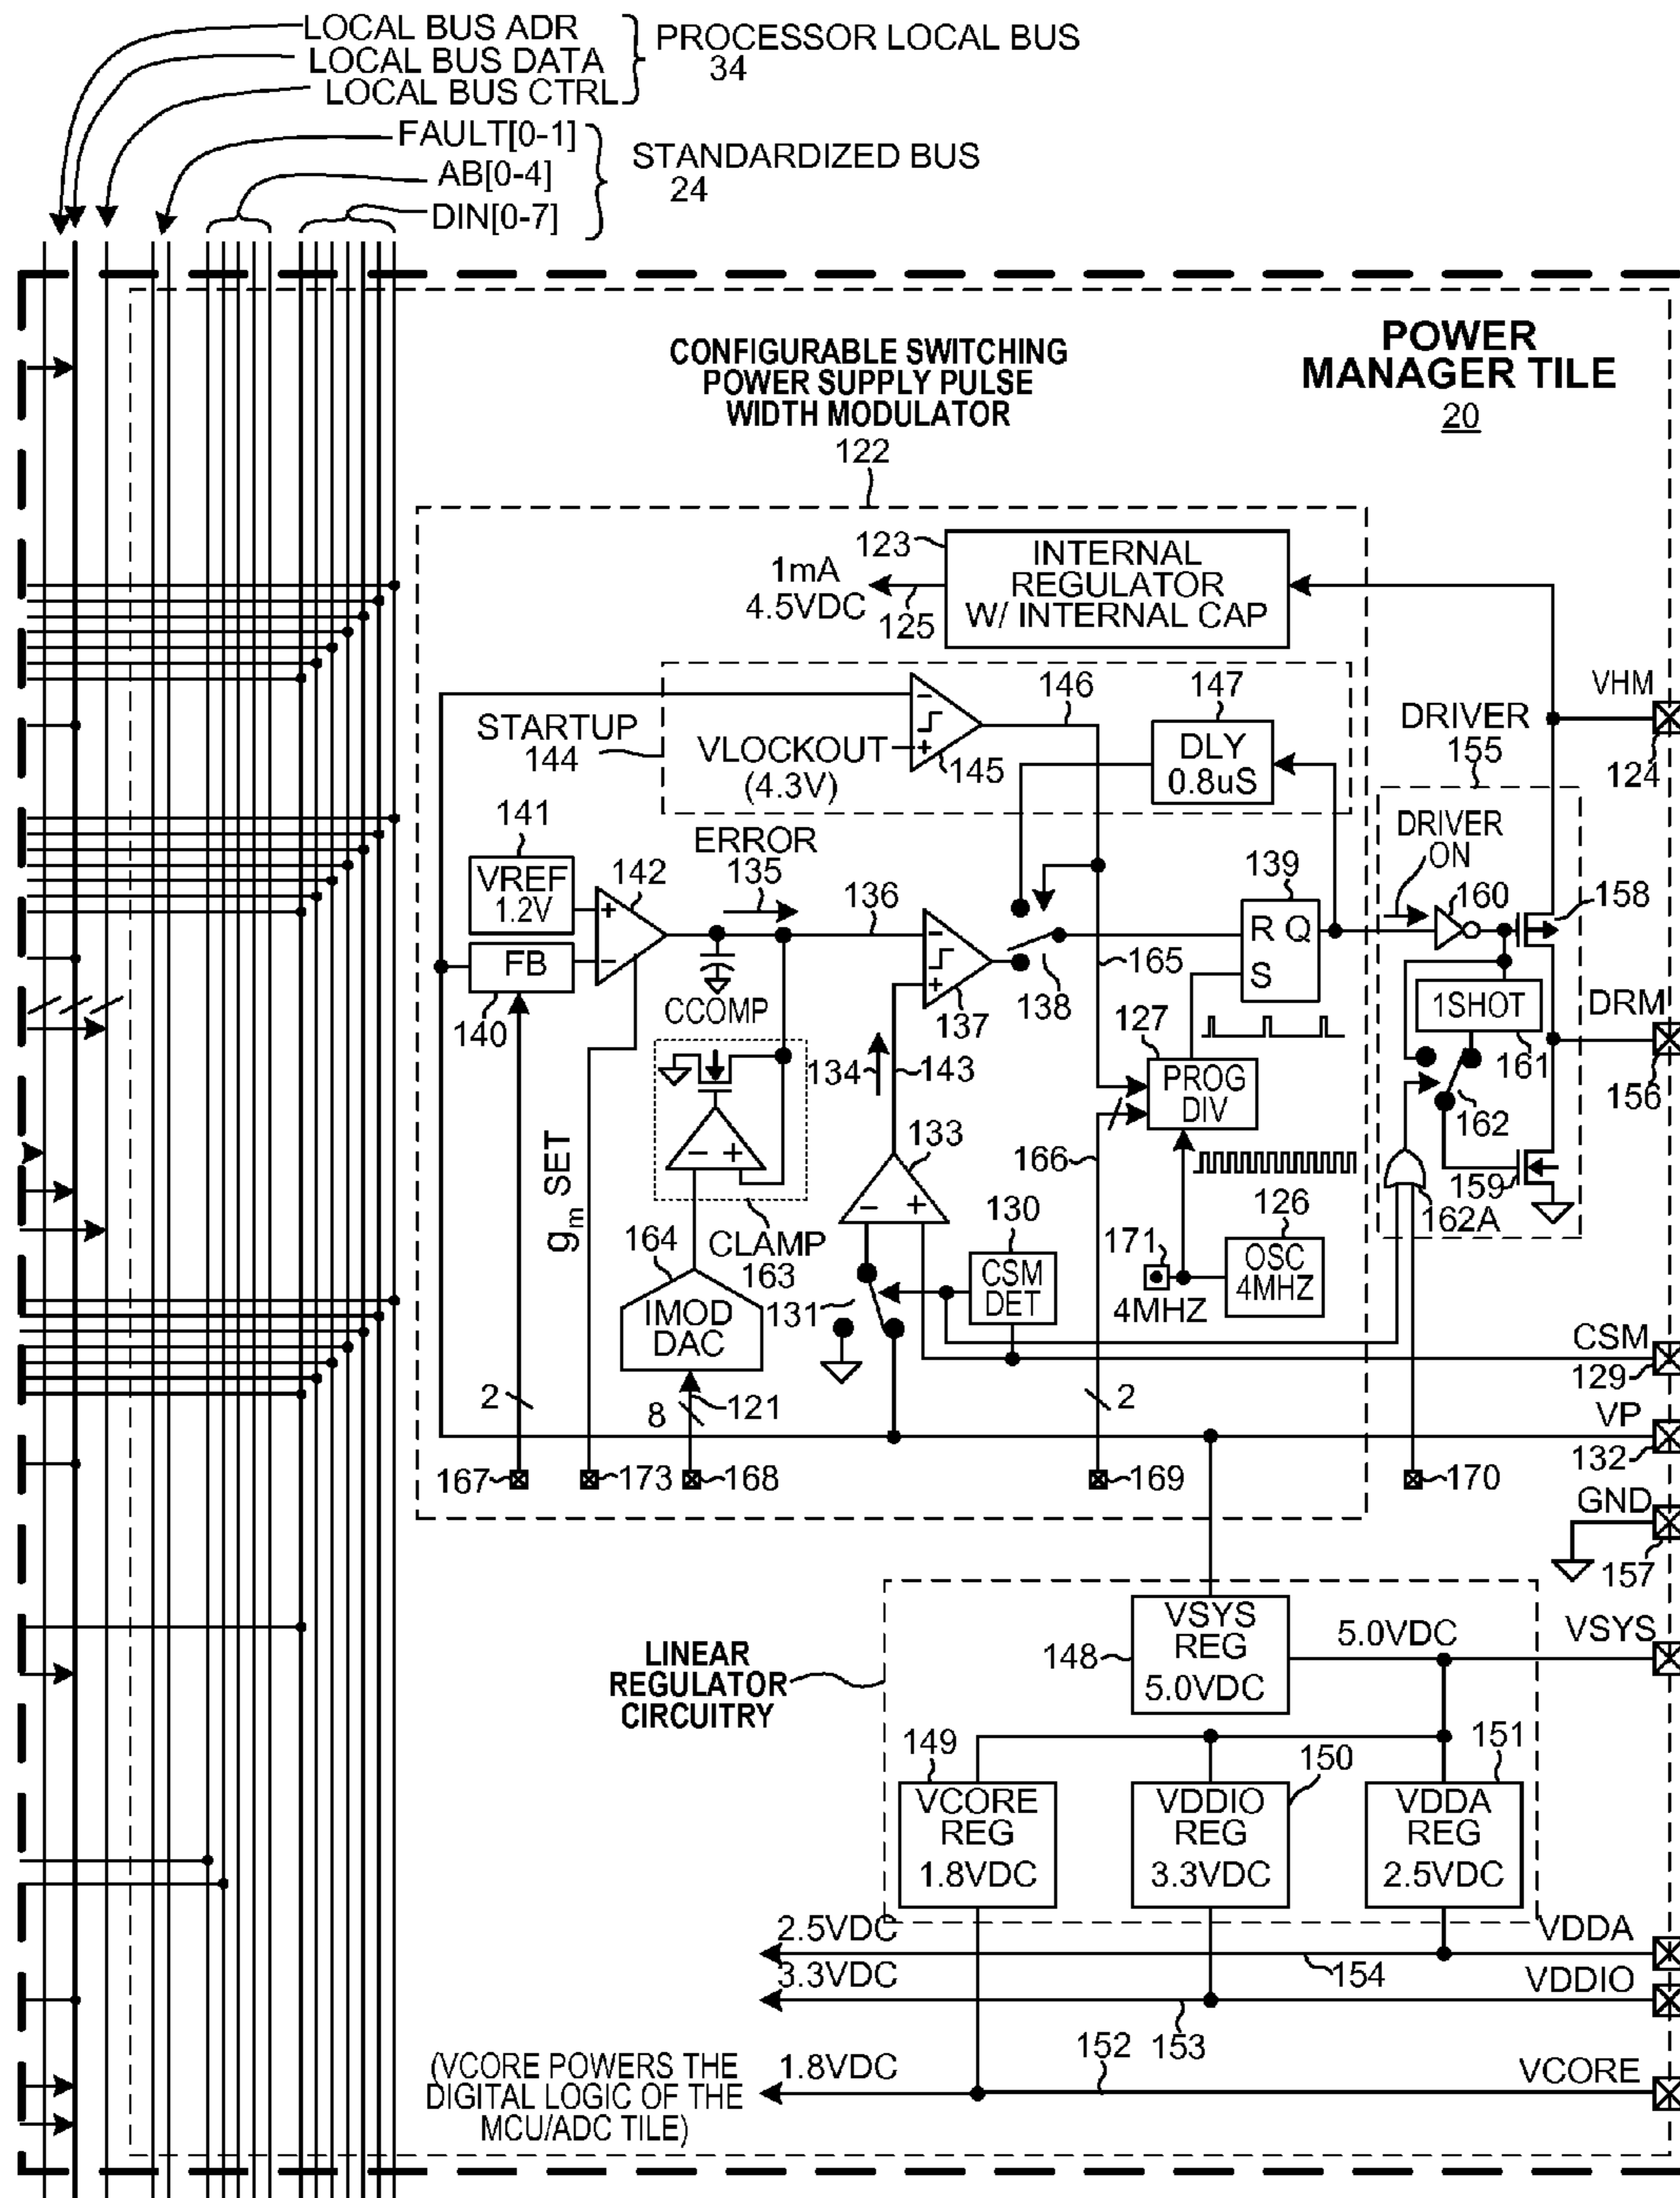 LOCAL BUS ADR
LOCAL BUS DATA
LOCAL BUS CTRL
PROCESSOR LOCAL BUS
34
FAULT[0-1]
AB[0-4]
DIN[0-7]
STANDARDIZED BUS
24
POWER
MANAGER TILE
20
CONFIGURABLE SWITCHING
POWER SUPPLY PULSE
WIDTH MODULATOR
122
123
INTERNAL
REGULATOR
W/ INTERNAL CAP
1mA
4.5VDC
125
STARTUP
144
VLOCKOUT
(4.3V)
145
146
147
DLY
0.8uS
VHM
124
DRIVER
155
DRIVER
ON
160
158
141
VREF
1.2V
142
ERROR
135
136
139
R Q
S
FB
140
CCOMP
137
138
165
127
1SHOT
161
DRM
156
134
143
PROG
DIV
162
133
166
159
162A
gm SET
164
CLAMP
163
130
126
171
OSC
4MHZ
4MHZ
CSM
DET
131
IMOD
DAC
CSM
129
2
8
121
2
VP
132
167
173
168
169
170
GND
157
LINEAR
REGULATOR
CIRCUITRY
148
VSYS
REG
5.0VDC
5.0VDC
VSYS
149
150
151
VCORE
REG
1.8VDC
VDDIO
REG
3.3VDC
VDDA
REG
2.5VDC
2.5VDC
VDDA
154
3.3VDC
VDDIO
153
152
(VCORE POWERS THE
DIGITAL LOGIC OF THE
MCU/ADC TILE)
1.8VDC
VCORE